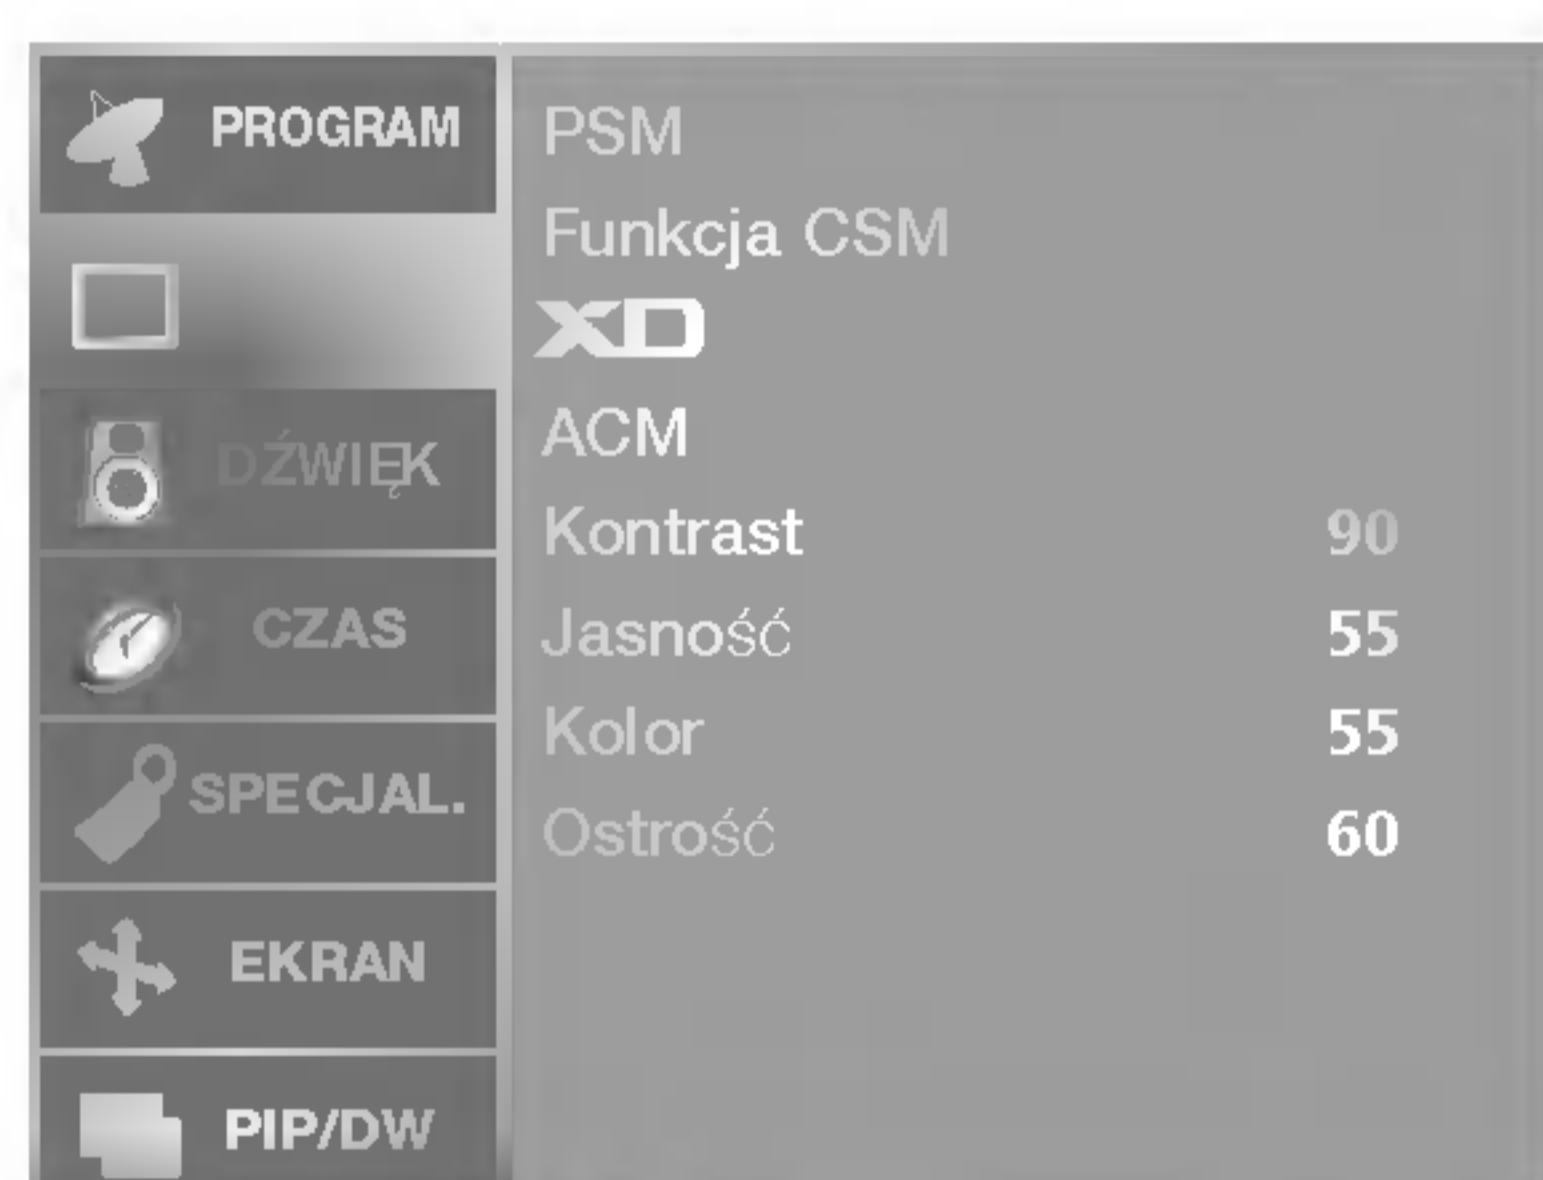 PROGRAM
DŹWIĘK
CZAS
SPECJAL.
EKRAN
PIP/DW
PSM
Funkcja CSM
XD
ACM
Kontrast 90
Jasność 55
Kolor 55
Ostrość 60